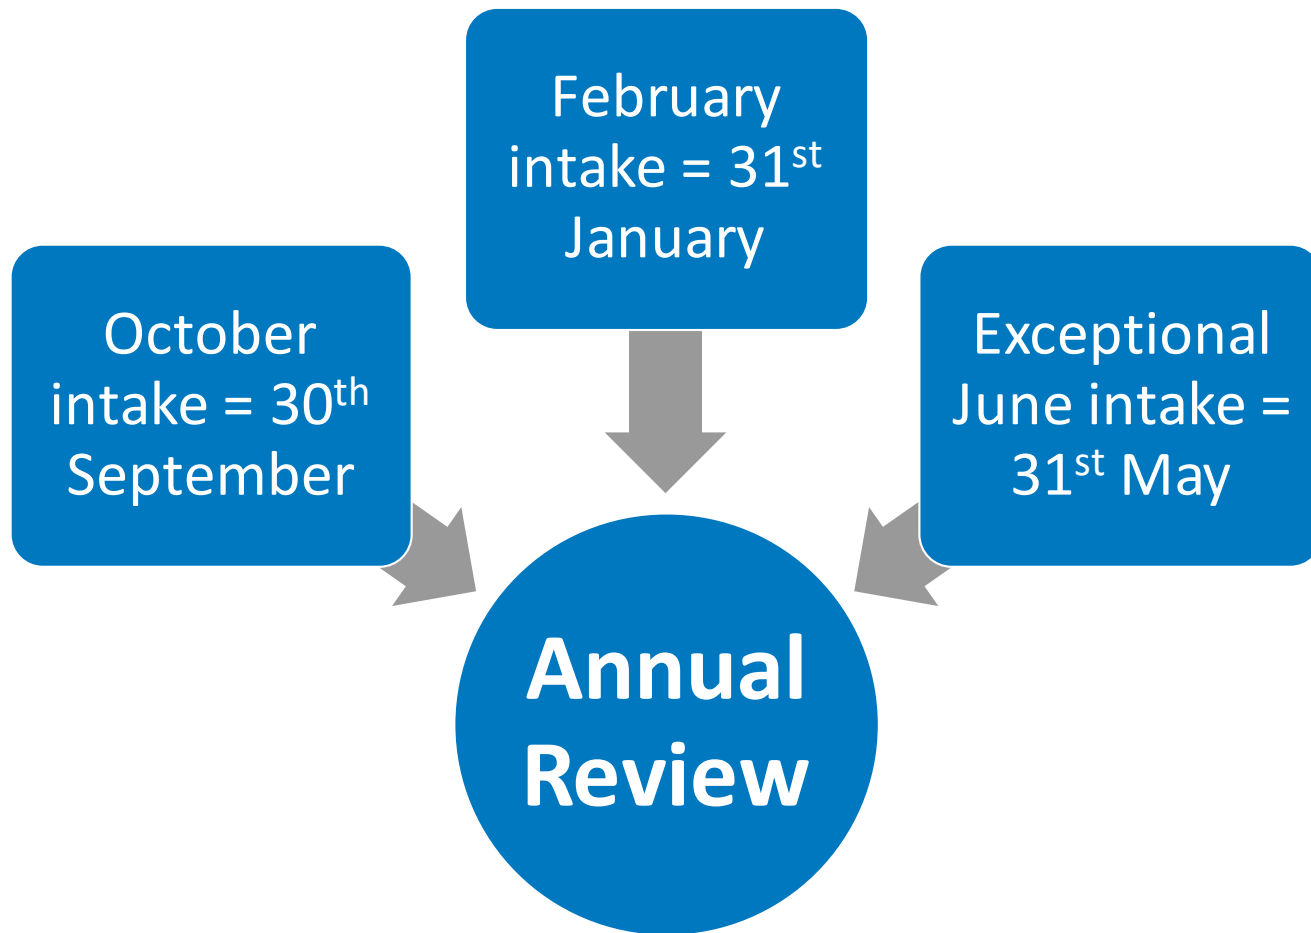 February
intake = 31st
January
October
intake = 30th
September
Exceptional
June intake =
31st May
Annual
Review